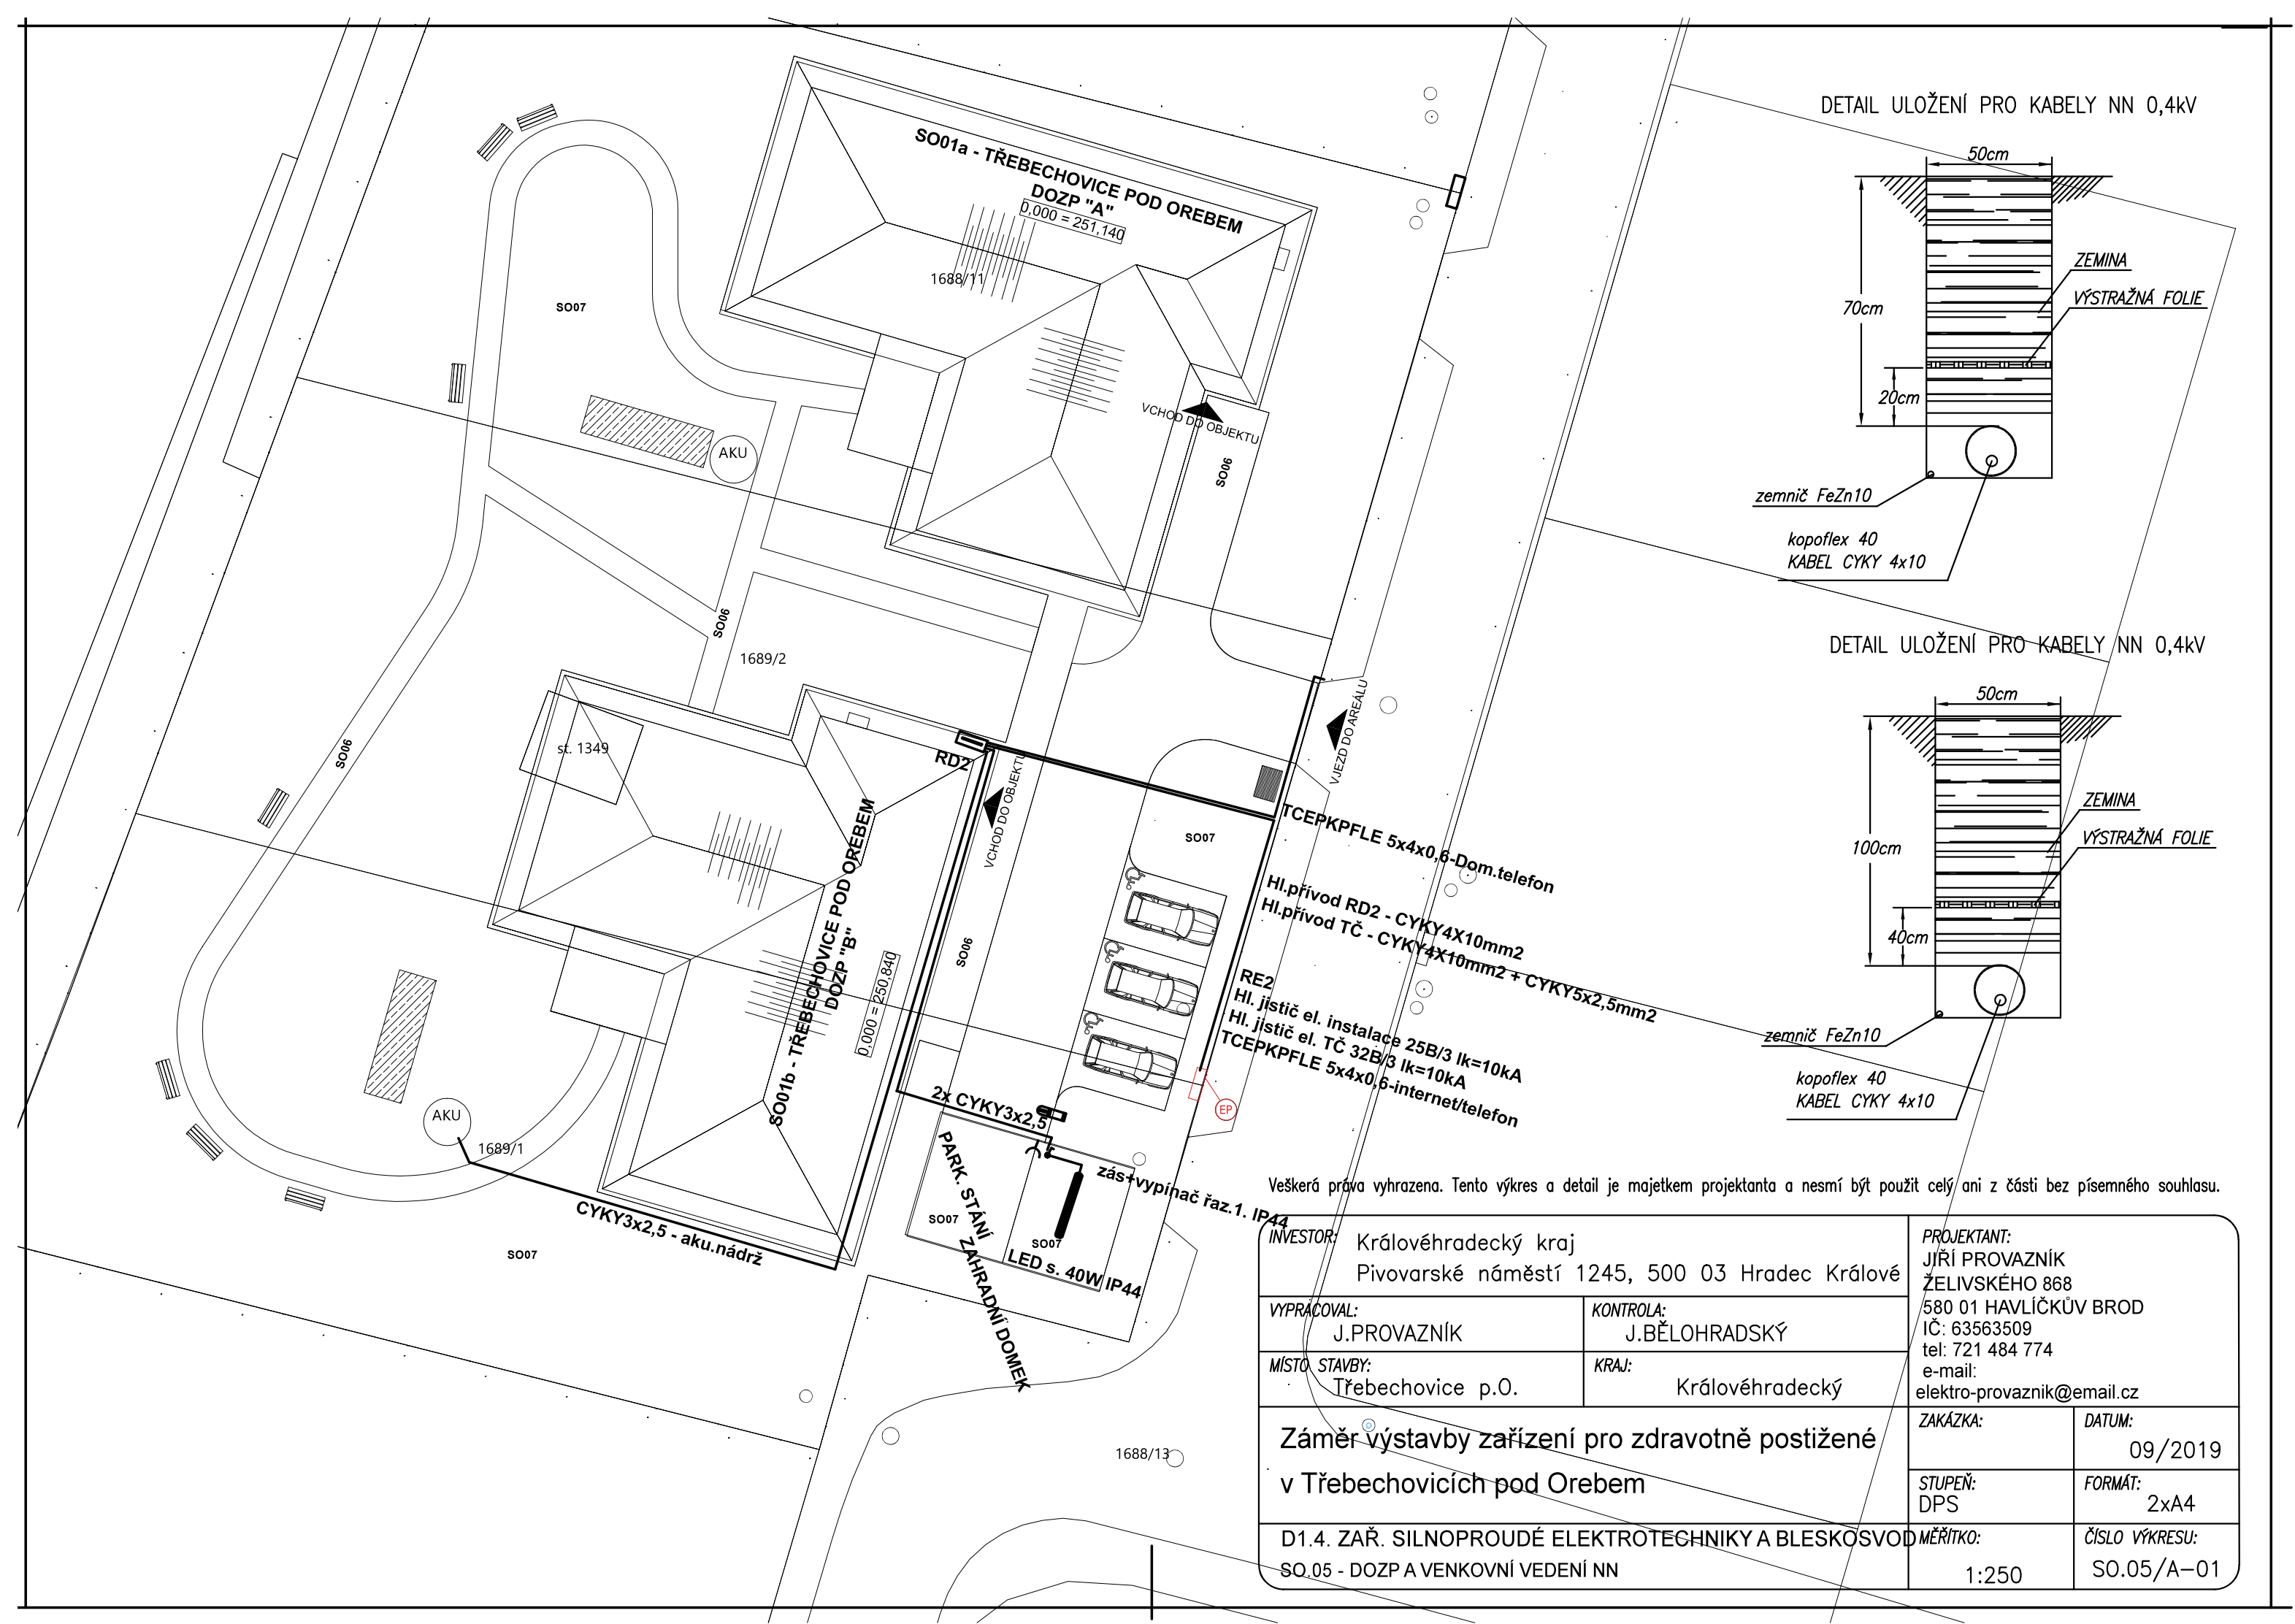 DETAIL ULOŽENÍ PRO KABELY NN 0,4kV
50cm
70cm
20cm
ZEMINA
VÝSTRAŽNÁ FOLIE
zemnič FeZn10
kopoflex 40
KABEL CYKY 4x10
DETAIL ULOŽENÍ PRO KABELY NN 0,4kV
50cm
100cm
40cm
ZEMINA
VÝSTRAŽNÁ FOLIE
zemnič FeZn10
kopoflex 40
KABEL CYKY 4x10
SO01a - TŘEBECHOVICE POD OREBEM
DOZP "A"
0,000 = 251,140
1688/11
SO07
AKU
VCHOD DO OBJEKTU
SO06
SO06
1689/2
st. 1349
SO06
RD2
VCHOD DO OBJEKTU
VJEZD DO AREÁLU
SO07
SO06
SO01b - TŘEBECHOVICE POD OREBEM
DOZP "B"
0,000 = 250,840
TCEPKPFLE 5x4x0,6-Dom.telefon
Hl.přívod RD2 - CYKY4X10mm2
Hl.přívod TČ - CYKY4X10mm2 + CYKY5x2,5mm2
RE2
Hl. jistič el. instalace 25B/3 Ik=10kA
Hl. jistič el. TČ 32B/3 Ik=10kA
TCEPKPFLE 5x4x0,6-internet/telefon
EP
AKU
1689/1
2x CYKY3x2,5
CYKY3x2,5 - aku.nádrž
SO07
PARK. STÁNÍ
SO07
ZAHRADNÍ DOMEK
SO07
zás+vypínač řaz.1. IP44
LED s. 40W IP44
1688/13
Veškerá práva vyhrazena. Tento výkres a detail je majetkem projektanta a nesmí být použit celý ani z části bez písemného souhlasu.
INVESTOR:
Královéhradecký kraj
Pivovarské náměstí 1245, 500 03 Hradec Králové
VYPRACOVAL:
J.PROVAZNÍK
KONTROLA:
J.BĚLOHRADSKÝ
MÍSTO STAVBY:
Třebechovice p.O.
KRAJ:
Královéhradecký
PROJEKTANT:
JIŘÍ PROVAZNÍK
ŽELIVSKÉHO 868
580 01 HAVLÍČKŮV BROD
IČ: 63563509
tel: 721 484 774
e-mail:
elektro-provaznik@email.cz
Záměr výstavby zařízení pro zdravotně postižené
v Třebechovicích pod Orebem
ZAKÁZKA:
DATUM:
09/2019
STUPEŇ:
DPS
FORMÁT:
2xA4
D1.4. ZAŘ. SILNOPROUDÉ ELEKTROTECHNIKY A BLESKOSVOD
SO.05 - DOZP A VENKOVNÍ VEDENÍ NN
MĚŘÍTKO:
1:250
ČÍSLO VÝKRESU:
SO.05/A-01